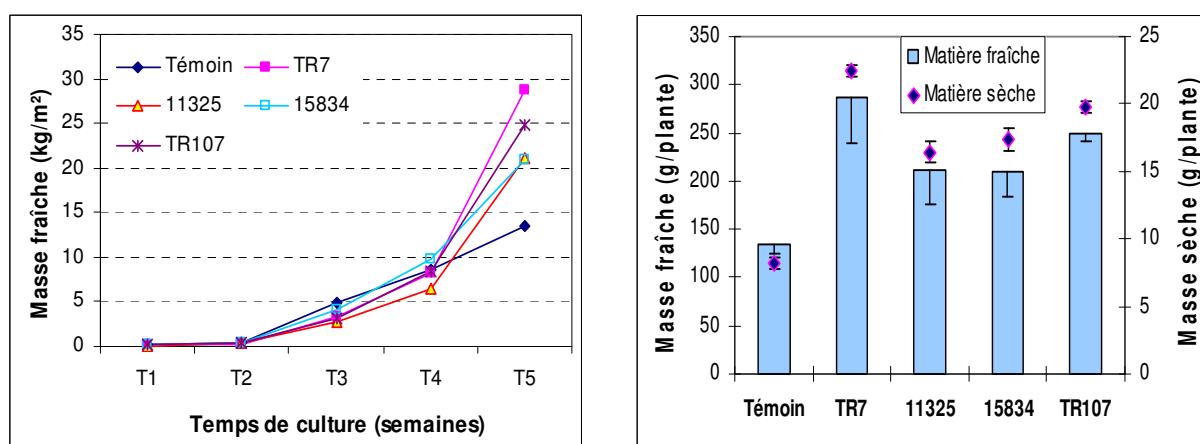 Masse fraîche (kg/m²)
35
30
25
20
15
10
5
0
Témoin
TR7
11325
15834
TR107
T1 T2 T3 T4 T5
Temps de culture (semaines)
Masse fraîche (g/plante)
350
300
250
200
150
100
50
0
Matière fraîche
Matière sèche
25
20
15
10
5
0
Masse sèche (g/plante)
Témoin TR7 11325 15834 TR107